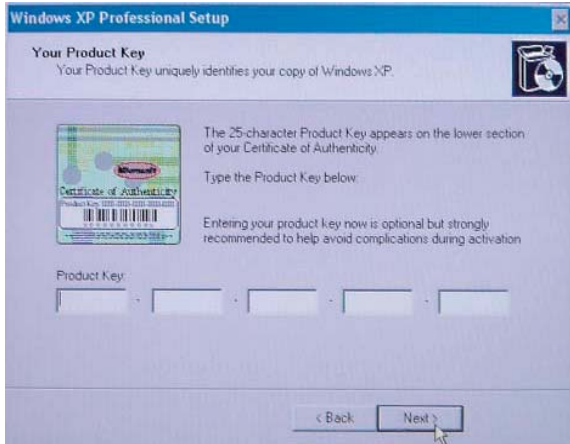 Windows XP Professional Setup
Your Product Key
Your Product Key uniquely identifies your copy of Windows XP.
The 25-character Product Key appears on the lower section
of your Certificate of Authenticity.
Microsoft
Certificate of Authenticity
Type the Product Key below:
Entering your product key now is optional but strongly
recommended to help avoid complications during activation
Product Key:
- - - -
< Back
Next >